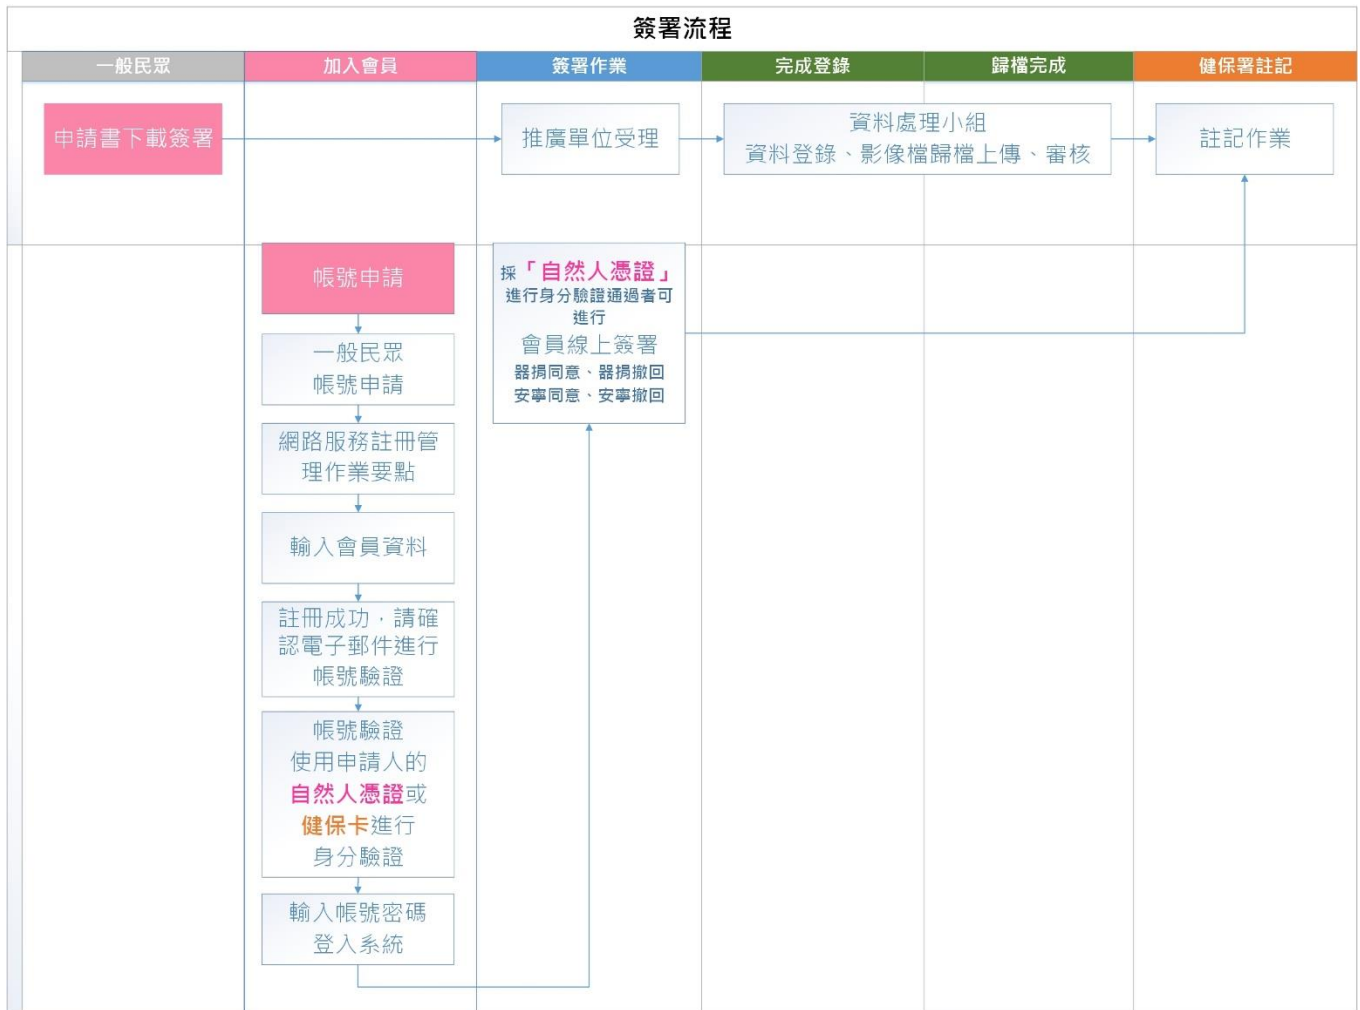 簽署流程
一般民眾
加入會員
簽署作業
完成登錄
歸檔完成
健保署註記
申請書下載簽署
推廣單位受理
資料處理小組
資料登錄、影像檔歸檔上傳、審核
註記作業
帳號申請
一般民眾
帳號申請
網路服務註冊管
理作業要點
輸入會員資料
註冊成功，請確
認電子郵件進行
帳號驗證
帳號驗證
使用申請人的
自然人憑證或
健保卡進行
身分驗證
輸入帳號密碼
登入系統
採「自然人憑證」
進行身分驗證通過者可
進行
會員線上簽署
器捐同意、器捐撤回
安寧同意、安寧撤回